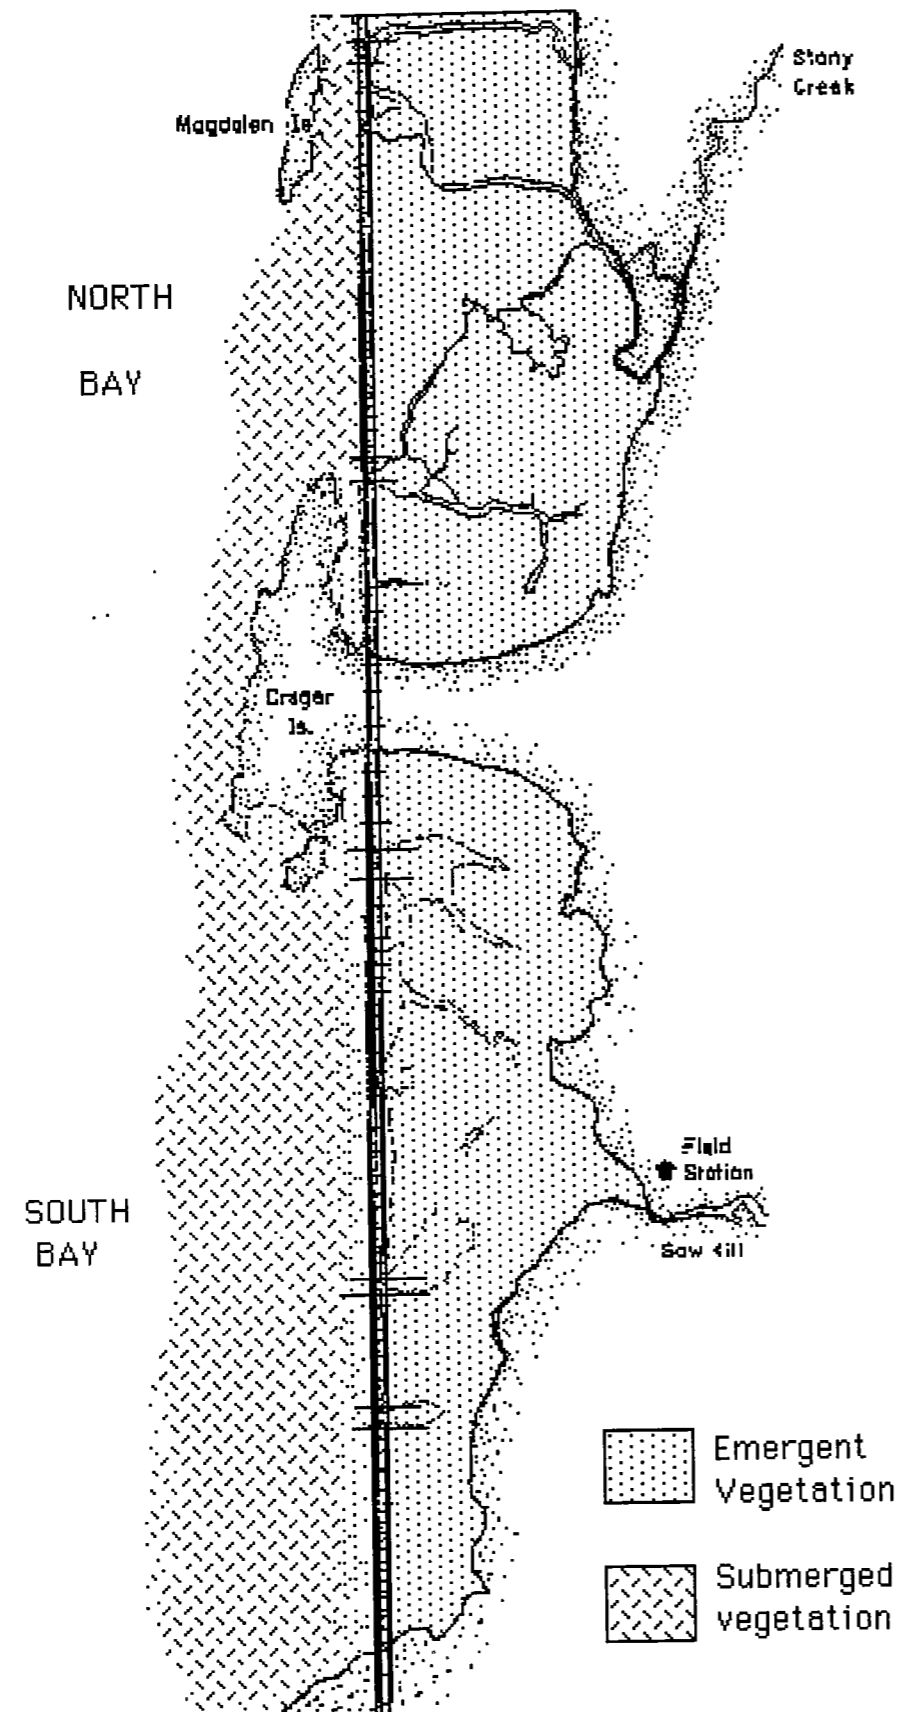 Stony
Creek
Magdalen Is.
NORTH
BAY
Cruger
Is.
Field
Station
SOUTH
BAY
Saw Kill
Emergent
Vegetation
Submerged
vegetation